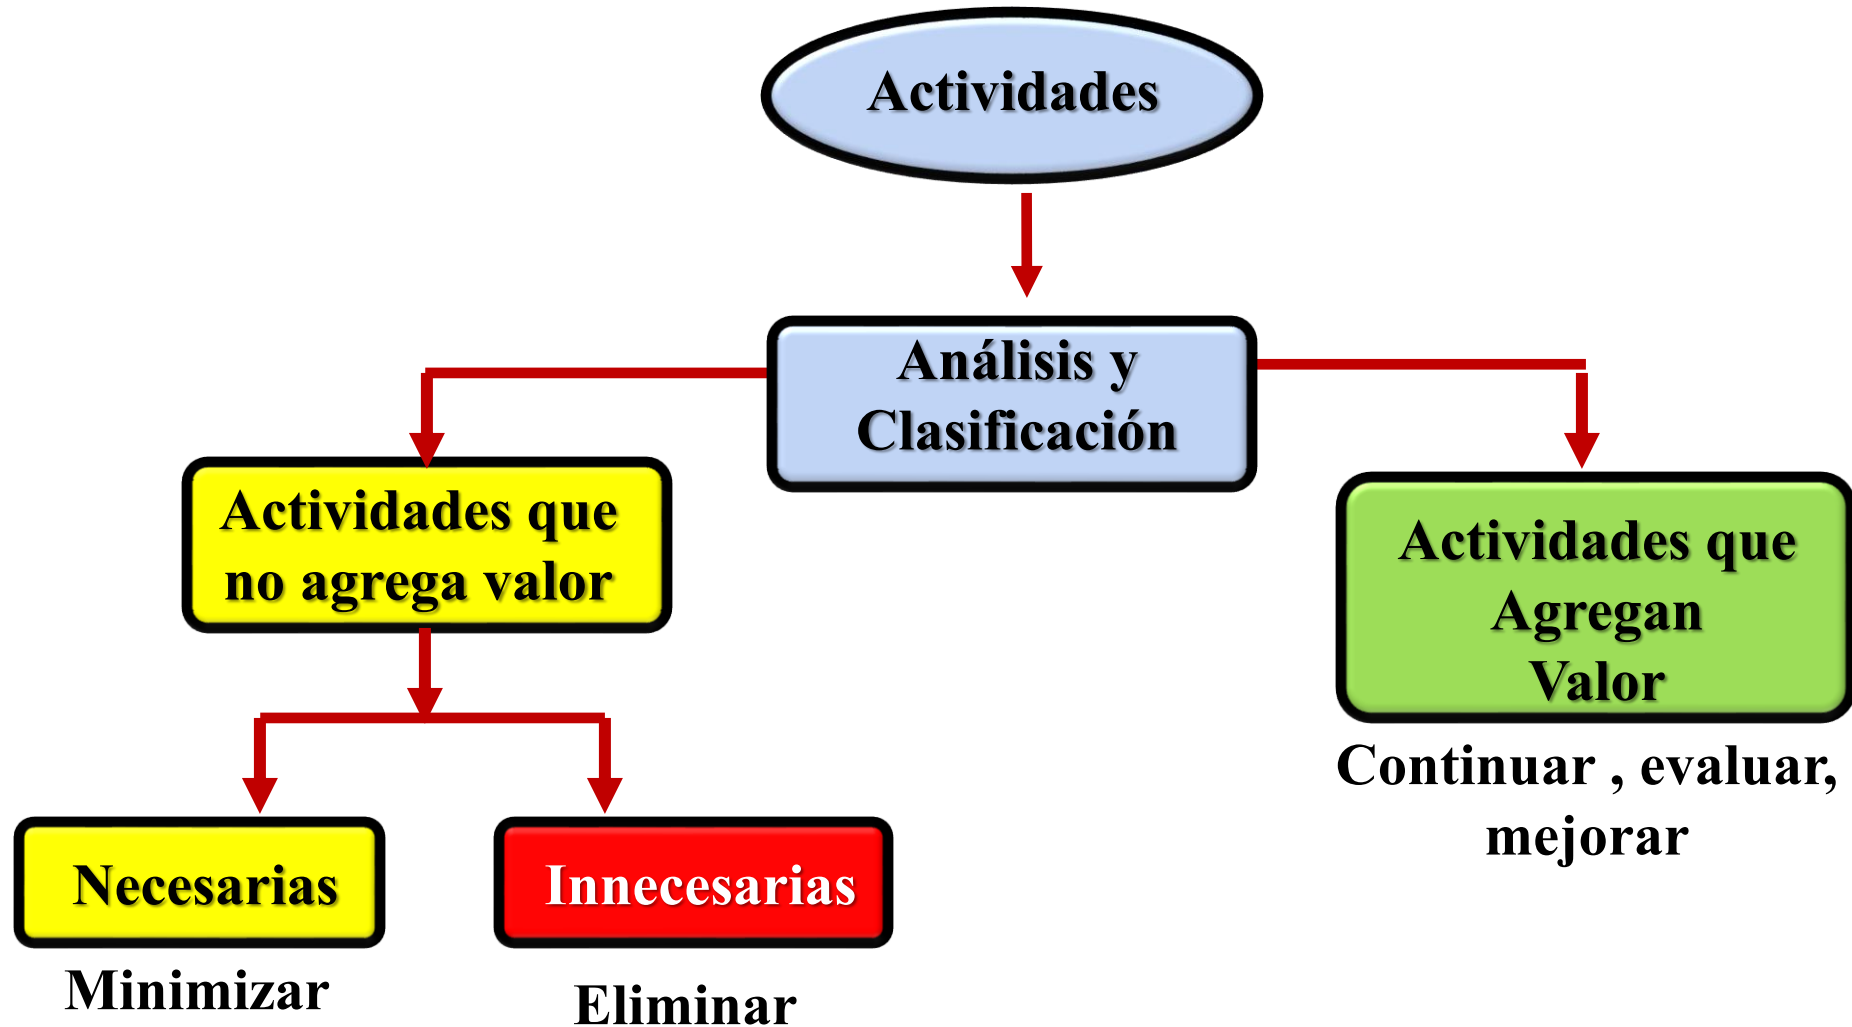 Actividades
Análisis y
Clasificación
Actividades que
no agrega valor
Actividades que
Agregan
Valor
Continuar , evaluar,
mejorar
Necesarias
Innecesarias
Minimizar
Eliminar